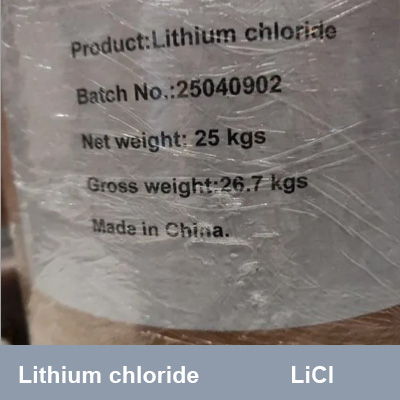 Product:Lithium chloride
Batch No.:25040902
Net weight: 25 kgs
Gross weight:26.7 kgs
Made in China.
Lithium chloride LiCl